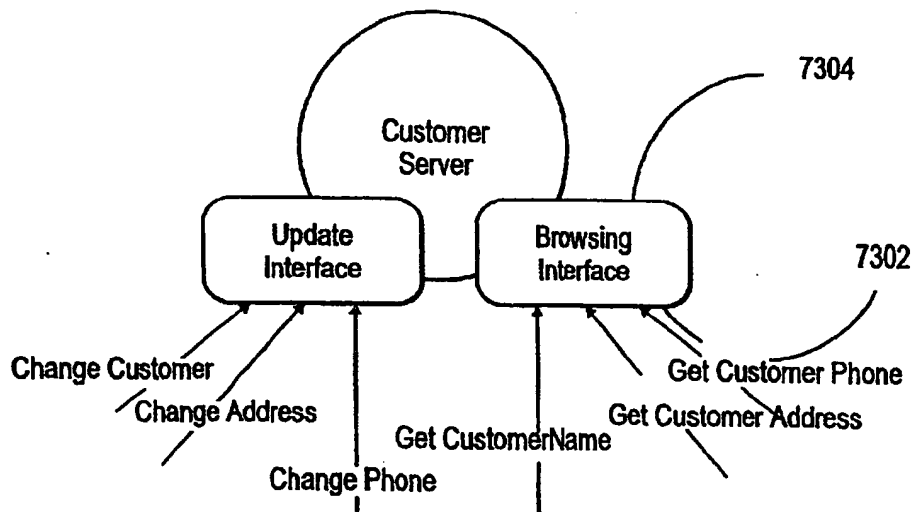 7304
Customer
Server
Update
Interface
Browsing
Interface
7302
Change Customer
Get Customer Phone
Change Address
Get Customer Address
Get CustomerName
Change Phone